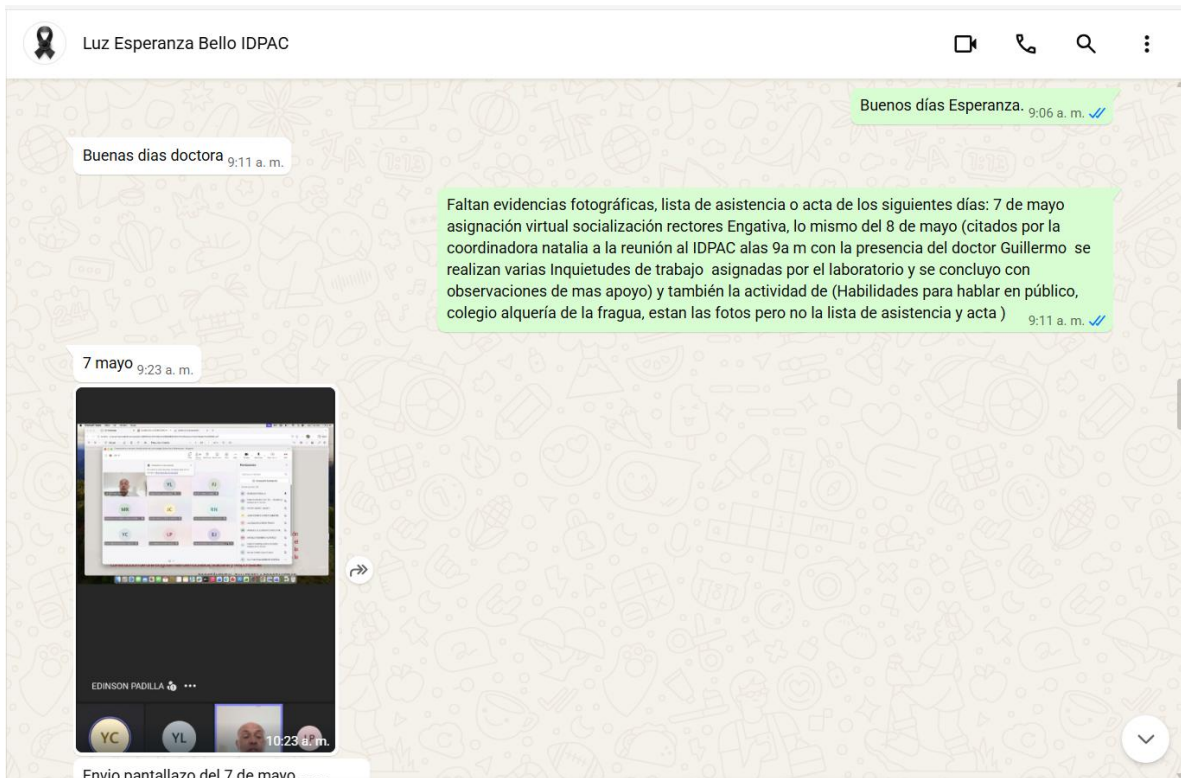 Luz Esperanza Bello IDPAC
Buenos días Esperanza. 9:06 a. m.
Buenas dias doctora 9:11 a. m.
Faltan evidencias fotográficas, lista de asistencia o acta de los siguientes días: 7 de mayo
asignación virtual socialización rectores Engativa, lo mismo del 8 de mayo (citados por la
coordinadora natalia a la reunión al IDPAC alas 9a m con la presencia del doctor Guillermo se
realizan varias Inquietudes de trabajo asignadas por el laboratorio y se concluyo con
observaciones de mas apoyo) y también la actividad de (Habilidades para hablar en público,
colegio alquería de la fragua, estan las fotos pero no la lista de asistencia y acta ) 9:11 a. m.
7 mayo 9:23 a. m.
YL
MR
YC
LP
EDINSON PADILLA
YC
YL
LP
10:23 a. m.
Envio pantallazo del 7 de mayo